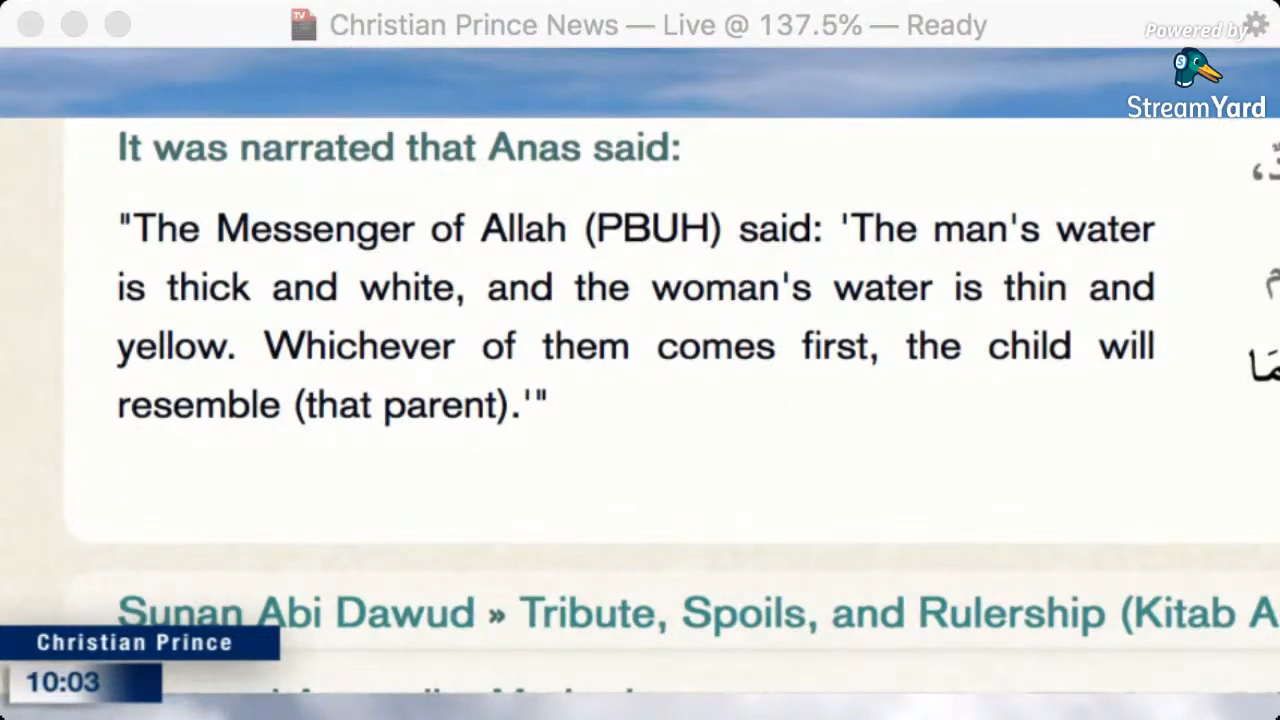 Christian Prince News — Live @ 137.5% — Ready
Powered by
StreamYard
It was narrated that Anas said:
"The Messenger of Allah (PBUH) said: 'The man's water
is thick and white, and the woman's water is thin and
yellow. Whichever of them comes first, the child will
resemble (that parent).'"
Sunan Abi Dawud » Tribute, Spoils, and Rulership (Kitab A
Christian Prince
10:03